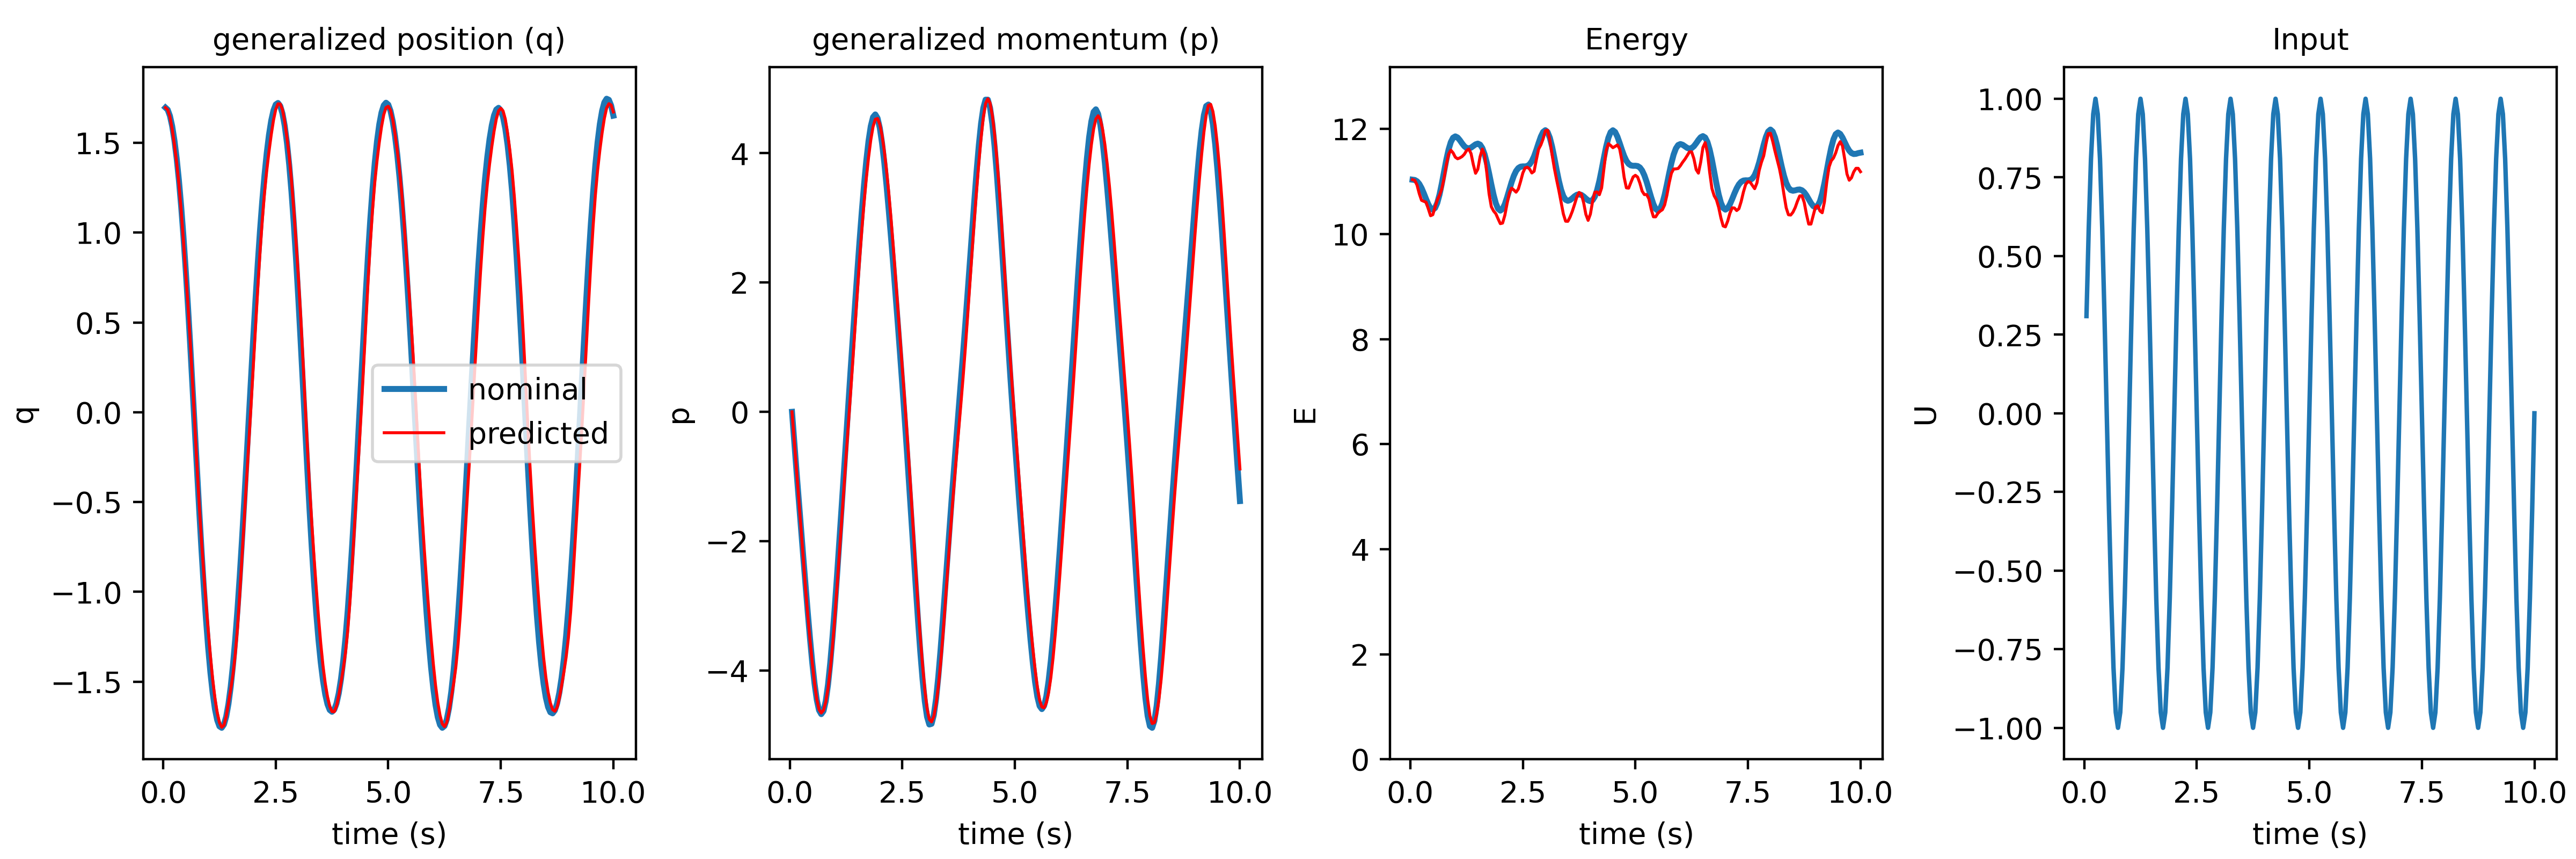 generalized position (q)
1.5
1.0
0.5
0.0
−0.5
−1.0
−1.5
q
nominal
predicted
0.0 2.5 5.0 7.5 10.0
time (s)
generalized momentum (p)
4
2
0
−2
−4
p
0.0 2.5 5.0 7.5 10.0
time (s)
Energy
12
10
8
6
4
2
0
E
0.0 2.5 5.0 7.5 10.0
time (s)
Input
1.00
0.75
0.50
0.25
0.00
−0.25
−0.50
−0.75
−1.00
U
0.0 2.5 5.0 7.5 10.0
time (s)